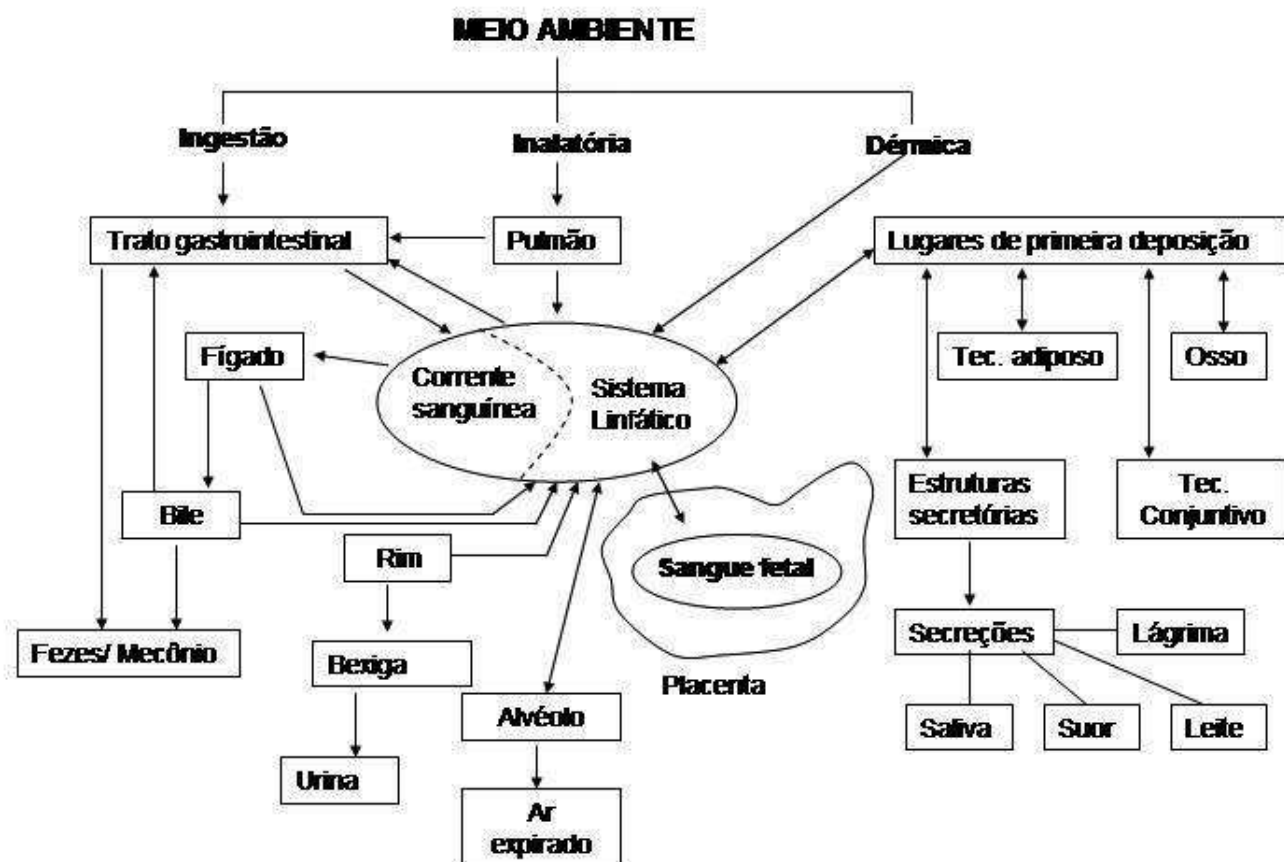 MEIO AMBIENTE
Ingestão
Inalatória
Dérmica
Trato gastrointestinal
Pulmão
Lugares de primeira deposição
Fígado
Corrente
sanguínea
Sistema
Linfático
Tec. adiposo
Osso
Bile
Rim
Estruturas
secretórias
Tec.
Conjuntivo
Sangue fetal
Fezes/ Mecônio
Bexiga
Placenta
Secreções
Lágrima
Alvéolo
Saliva
Suor
Leite
Urina
Ar
expirado